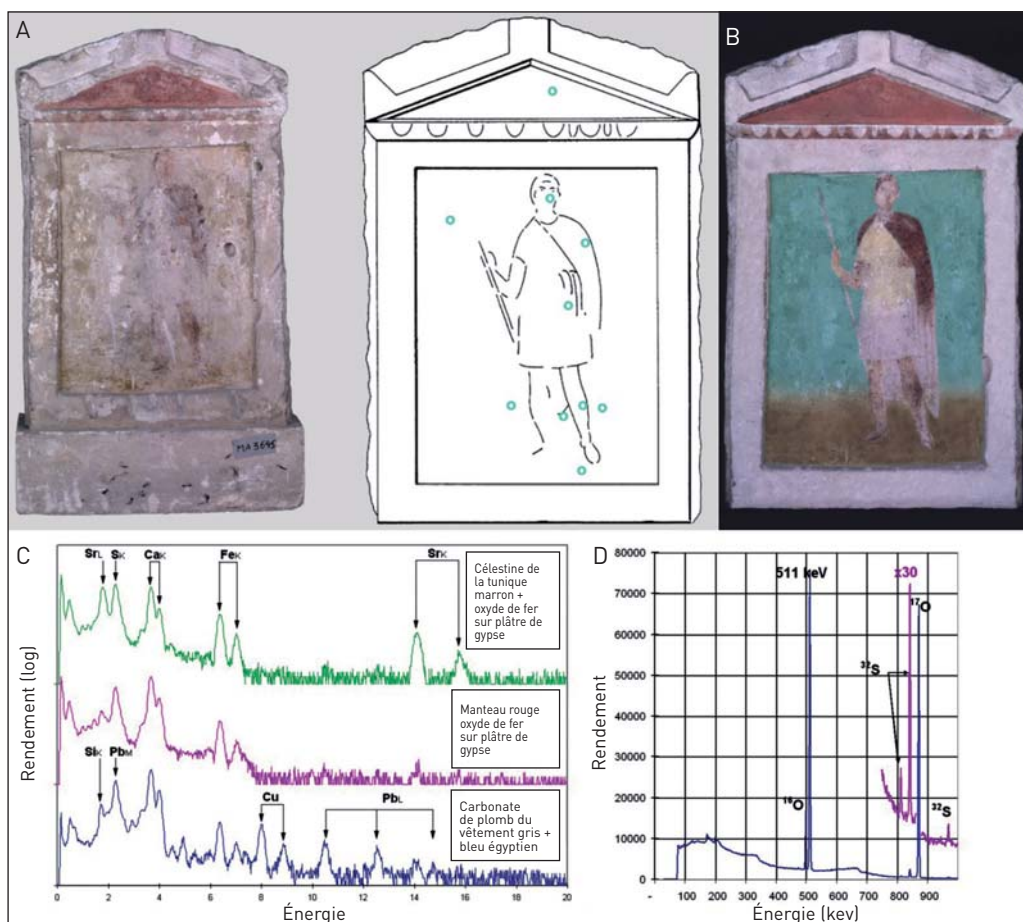 A
B
MA3695
C
SrL
SK
CaK
FeK
SrK
Célestine de
la tunique
marron +
oxyde de fer
sur plâtre de
gypse
Manteau rouge
oxyde de fer
sur plâtre de
gypse
SiK
PbM
Cu
PbL
Carbonate
de plomb du
vêtement gris +
bleu égyptien
Rendement (log)
0
2
4
6
8
10
12
14
16
18
20
Énergie
D
80000
70000
60000
50000
40000
30000
20000
10000
0
511 keV
x30
17O
32S
32S
Rendement
-
100
200
300
400
500
600
700
800
900
Énergie (kev)